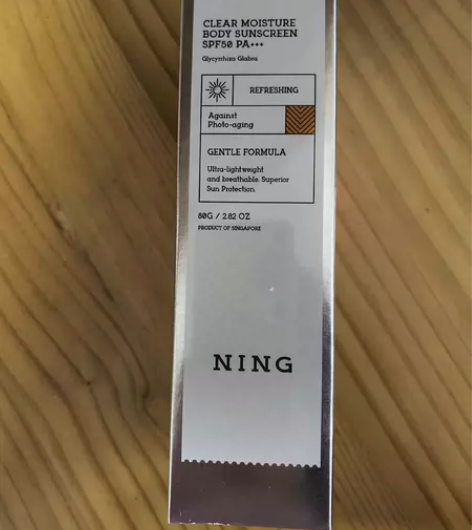 CLEAR MOISTURE
BODY SUNSCREEN
SPF50 PA+++
Glycyrrhiza Glabra
REFRESHING
Against
Photo-aging
GENTLE FORMULA
Ultra-lightweight
and breathable. Superior
Sun Protection.
80G / 2.82 OZ
PRODUCT OF SINGAPORE
NING